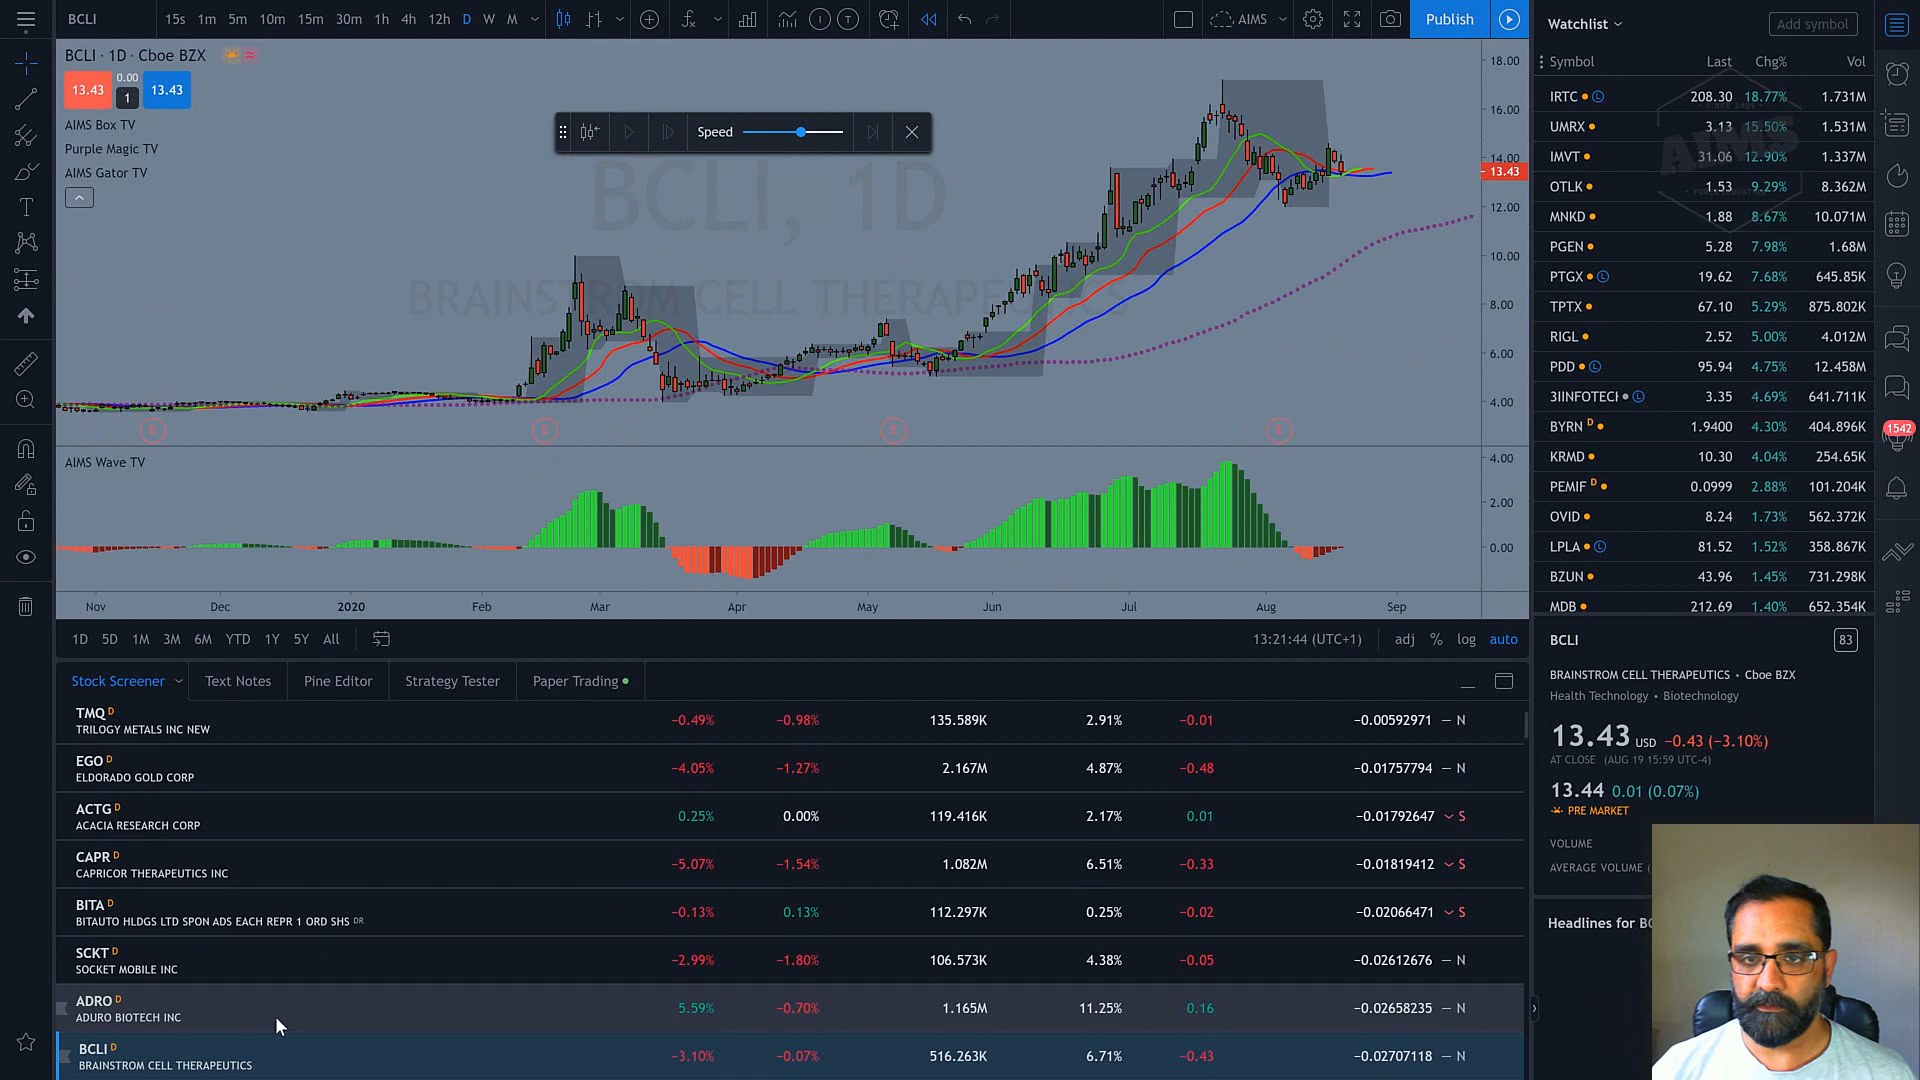 BCLI 15s 1m 5m 10m 15m 30m 1h 4h 12h D W M AIMS Publish
BCLI · 1D · Cboe BZX
13.43 0.00 1 13.43
AIMS Box TV
Purple Magic TV
AIMS Gator TV
Speed
BCLI, 1D
BRAINSTROM CELL THERAPEUTICS
18.00
16.00
14.00
13.43
12.00
10.00
8.00
6.00
4.00
E E E E
AIMS Wave TV
4.00
2.00
0.00
Nov Dec 2020 Feb Mar Apr May Jun Jul Aug Sep
1D 5D 1M 3M 6M YTD 1Y 5Y All 13:21:44 (UTC+1) adj % log auto
Stock Screener Text Notes Pine Editor Strategy Tester Paper Trading
TMQ D −0.49% −0.98% 135.589K 2.91% −0.01 −0.00592971 — N
TRILOGY METALS INC NEW
EGO D −4.05% −1.27% 2.167M 4.87% −0.48 −0.01757794 — N
ELDORADO GOLD CORP
ACTG D 0.25% 0.00% 119.416K 2.17% 0.01 −0.01792647 S
ACACIA RESEARCH CORP
CAPR D −5.07% −1.54% 1.082M 6.51% −0.33 −0.01819412 S
CAPRICOR THERAPEUTICS INC
BITA D −0.13% 0.13% 112.297K 0.25% −0.02 −0.02066471 S
BITAUTO HLDGS LTD SPON ADS EACH REPR 1 ORD SHS DR
SCKT D −2.99% −1.80% 106.573K 4.38% −0.05 −0.02612676 — N
SOCKET MOBILE INC
ADRO D 5.59% −0.70% 1.165M 11.25% 0.16 −0.02658235 — N
ADURO BIOTECH INC
BCLI D −3.10% −0.07% 516.263K 6.71% −0.43 −0.02707118 — N
BRAINSTROM CELL THERAPEUTICS
Watchlist Add symbol
Symbol Last Chg% Vol
IRTC L 208.30 18.77% 1.731M
UMRX 3.13 15.50% 1.531M
IMVT 31.06 12.90% 1.337M
OTLK 1.53 9.29% 8.362M
MNKD 1.88 8.67% 10.071M
PGEN 5.28 7.98% 1.68M
PTGX L 19.62 7.68% 645.85K
TPTX 67.10 5.29% 875.802K
RIGL 2.52 5.00% 4.012M
PDD L 95.94 4.75% 12.458M
3IINFOTECH L 3.35 4.69% 641.711K
BYRN D 1.9400 4.30% 404.896K
KRMD 10.30 4.04% 254.65K
PEMIF D 0.0999 2.88% 101.204K
OVID 8.24 1.73% 562.372K
LPLA L 81.52 1.52% 358.867K
BZUN 43.96 1.45% 731.298K
MDB 212.69 1.40% 652.354K
AIMS
1542
BCLI 83
BRAINSTROM CELL THERAPEUTICS • Cboe BZX
Health Technology • Biotechnology
13.43 USD −0.43 (−3.10%)
AT CLOSE (AUG 19 15:59 UTC-4)
13.44 0.01 (0.07%)
PRE MARKET
VOLUME
AVERAGE VOLUME (
Headlines for BC